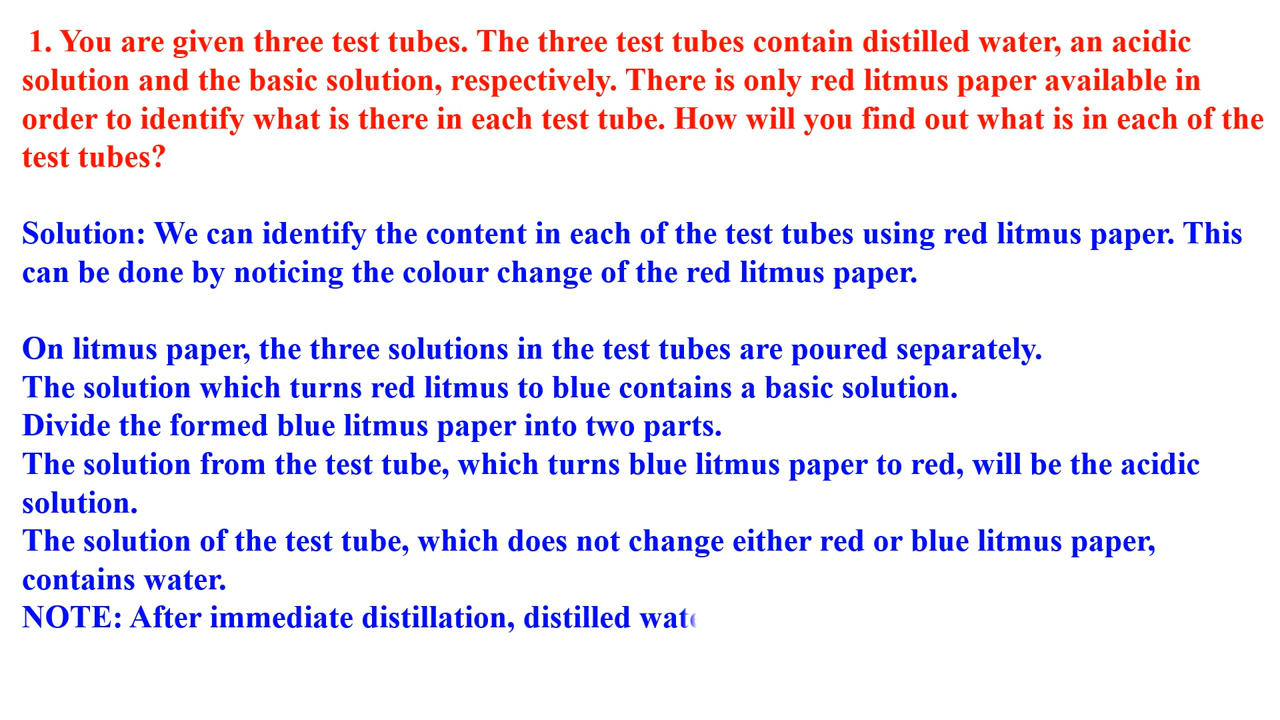 1. You are given three test tubes. The three test tubes contain distilled water, an acidic
solution and the basic solution, respectively. There is only red litmus paper available in
order to identify what is there in each test tube. How will you find out what is in each of the
test tubes?
Solution: We can identify the content in each of the test tubes using red litmus paper. This
can be done by noticing the colour change of the red litmus paper.
On litmus paper, the three solutions in the test tubes are poured separately.
The solution which turns red litmus to blue contains a basic solution.
Divide the formed blue litmus paper into two parts.
The solution from the test tube, which turns blue litmus paper to red, will be the acidic
solution.
The solution of the test tube, which does not change either red or blue litmus paper,
contains water.
NOTE: After immediate distillation, distilled